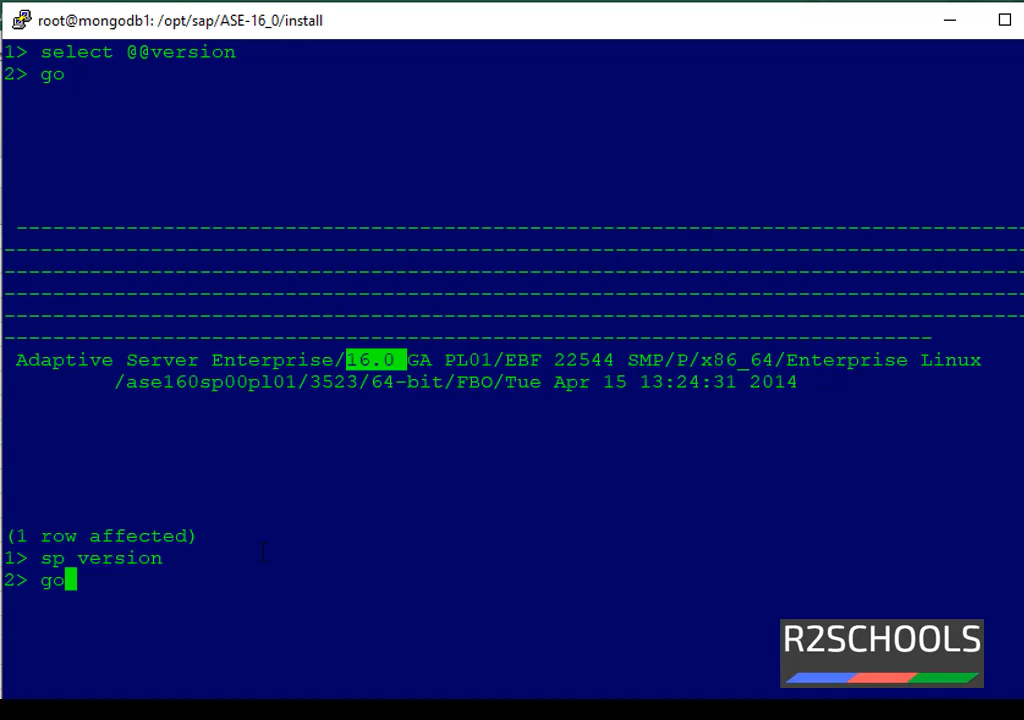 root@mongodb1: /opt/sap/ASE-16_0/install
1> select @@version
2> go
--------------------------------------------------------------------------------
--------------------------------------------------------------------------------
--------------------------------------------------------------------------------
--------------------------------------------------------------------------------
--------------------------------------------------------------------------------
----------------------------------------------------------------------------
Adaptive Server Enterprise/16.0 GA PL01/EBF 22544 SMP/P/x86_64/Enterprise Linux
/ase160sp00pl01/3523/64-bit/FBO/Tue Apr 15 13:24:31 2014
(1 row affected)
1> sp_version
2> go
R2SCHOOLS